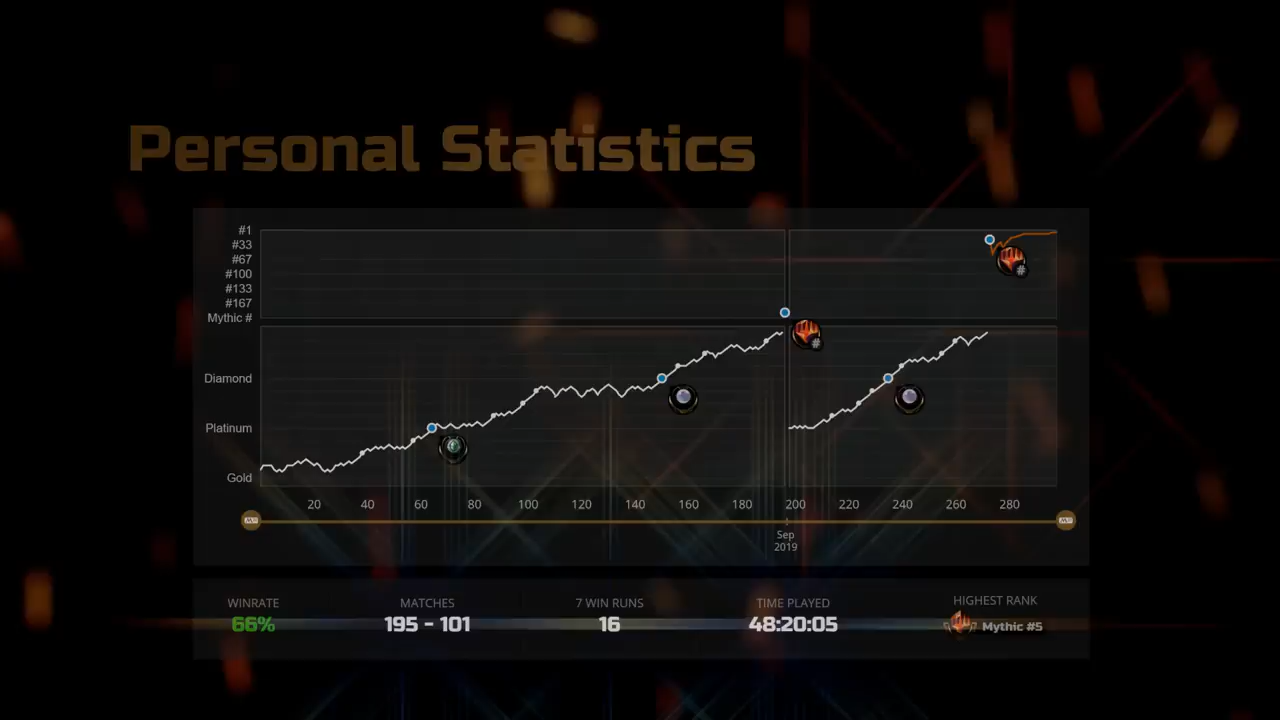 Personal Statistics
#1
#33
#67
#100
#133
#167
Mythic #
Diamond
Platinum
Gold
20 40 60 80 100 120 140 160 180 200 220 240 260 280
Sep
2019
WINRATE MATCHES 7 WIN RUNS TIME PLAYED HIGHEST RANK
66% 195 - 101 16 48:20:05 Mythic #5